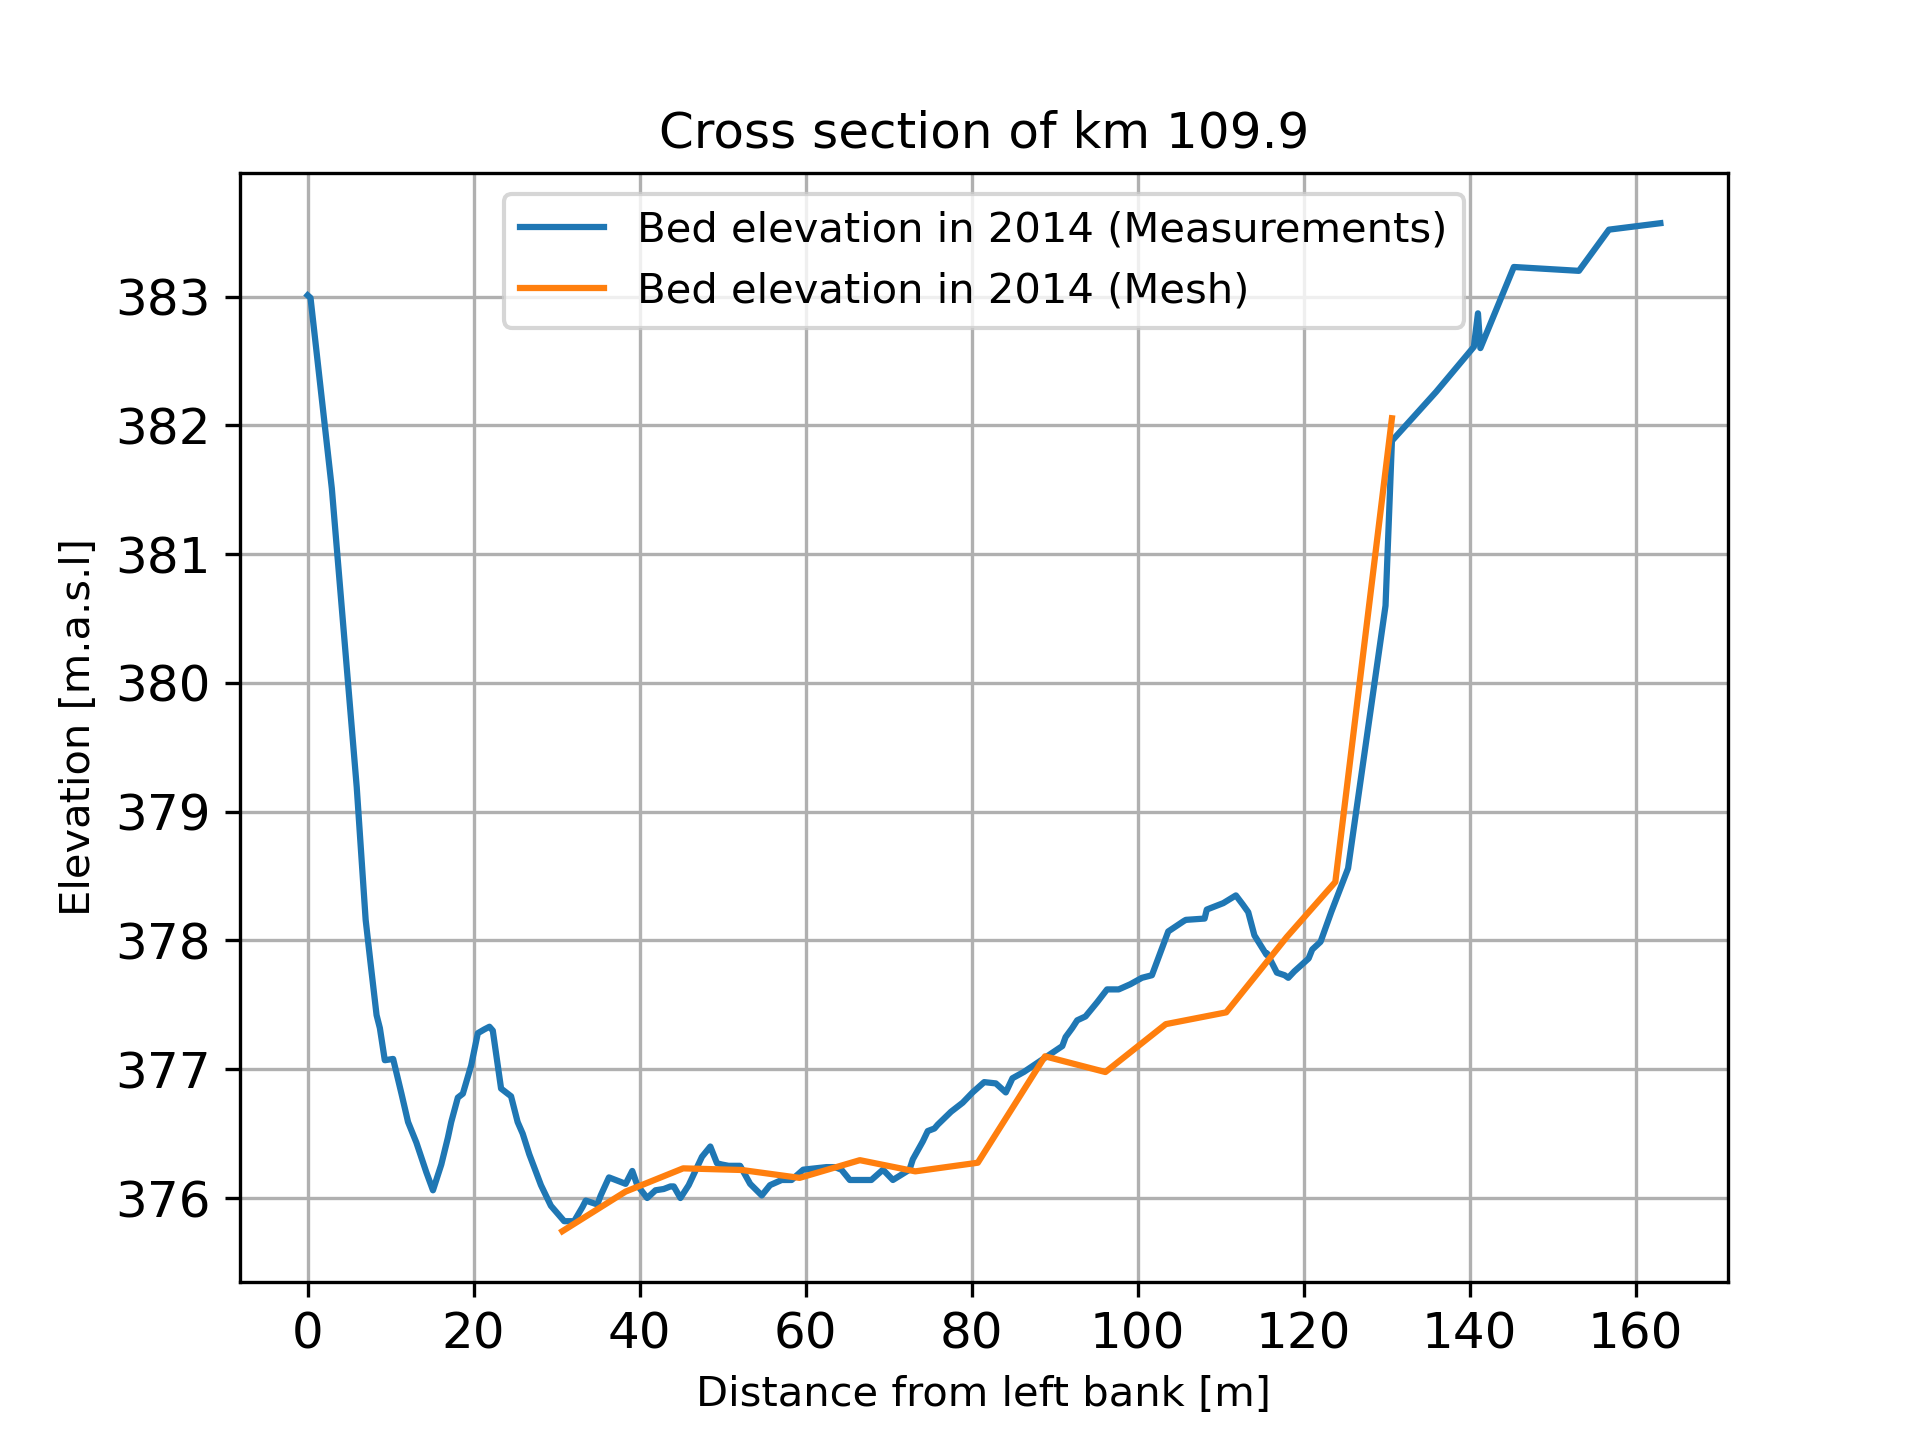 Cross section of km 109.9
Bed elevation in 2014 (Measurements)
Bed elevation in 2014 (Mesh)
383
382
381
380
379
378
377
376
Elevation [m.a.s.l]
0 20 40 60 80 100 120 140 160
Distance from left bank [m]